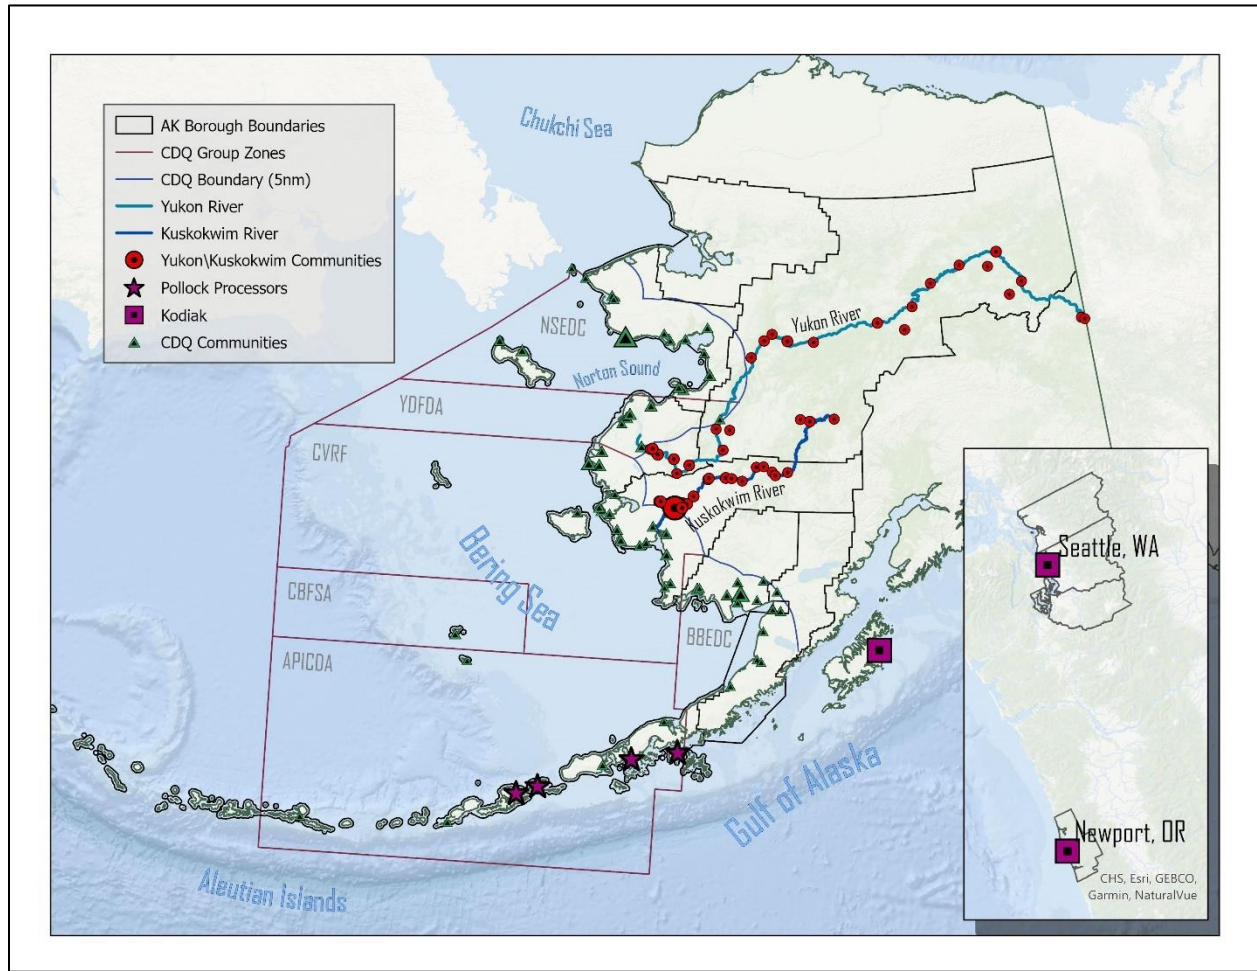 Chukchi Sea
AK Borough Boundaries
CDQ Group Zones
CDQ Boundary (5nm)
Yukon River
Kuskokwim River
Yukon\Kuskokwim Communities
Pollock Processors
Kodiak
CDQ Communities
NSEDC
Norton Sound
YDFDA
CVRF
Yukon River
Kuskokwim River
Bering Sea
CBFSA
APICDA
BBEDC
Gulf of Alaska
Aleutian Islands
Seattle, WA
Newport, OR
CHS, Esri, GEBCO,
Garmin, NaturalVue